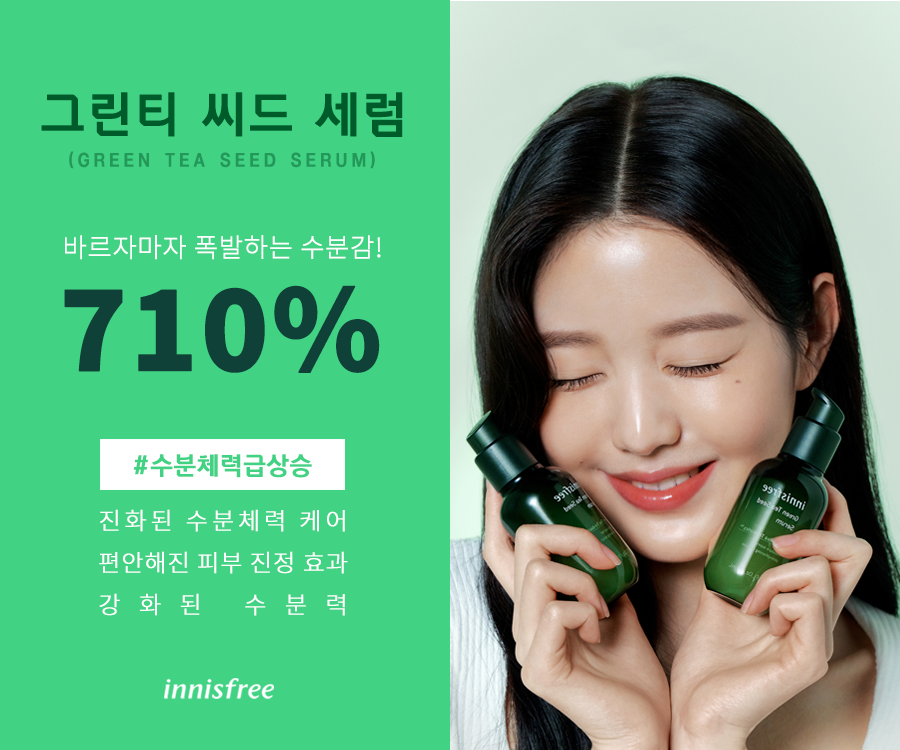 그린티 씨드 세럼
(GREEN TEA SEED SERUM)
바르자마자 폭발하는 수분감!
710%
#수분체력급상승
진화된 수분체력 케어
편안해진 피부 진정 효과
강화된 수분력
innisfree
innisfree
Green Tea Seed
Serum